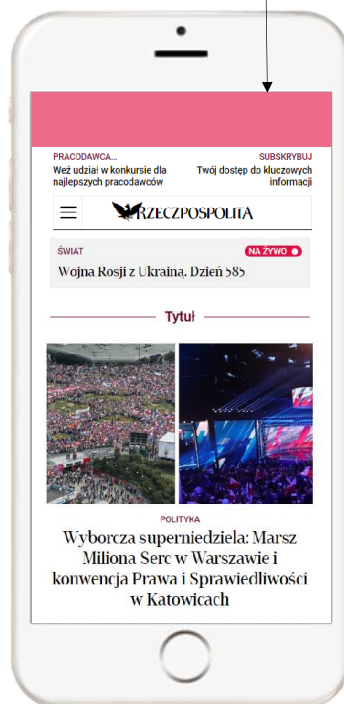 PRACODAWCA...
SUBSKRYBUJ
Weź udział w konkursie dla
najlepszych pracodawców
Twój dostęp do kluczowych
informacji
RZECZPOSPOLITA
ŚWIAT
NA ŻYWO
Wojna Rosji z Ukrainą. Dzień 585
Tytuł
POLITYKA
Wyborcza superniedziela: Marsz
Miliona Serc w Warszawie i
konwencja Prawa i Sprawiedliwości
w Katowicach